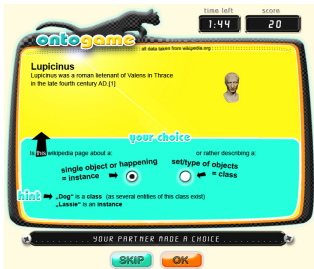 time left
score
1:44
20
ontogame
of data taken from wikipedia.org
Lupicinus
Lupicinus was a roman lietenant of Valens in Thrace
in the late fourth century AD.[1]
your choice
Is this wikipedia page about a:
or rather describing a:
single object or happening
= instance
set/type of objects
= class
hint
„Dog“ is a class (as several entities of this class exist)
„Lassie“ is an instance
YOUR PARTNER MADE A CHOICE
SKIP
OK